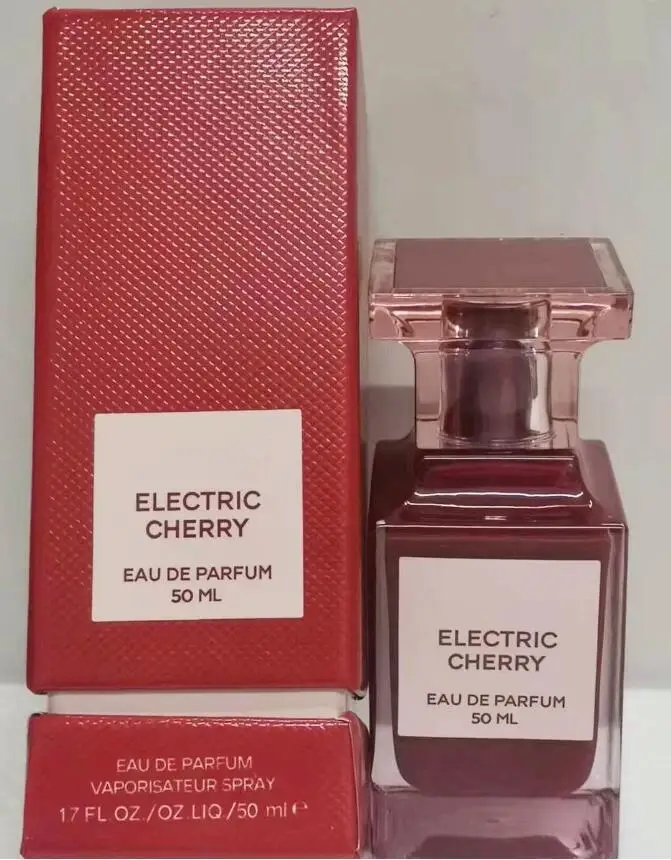 ELECTRIC
CHERRY
EAU DE PARFUM
50 ML
EAU DE PARFUM
VAPORISATEUR SPRAY
1.7 FL.OZ./OZ.LIQ/50 ml ℮
ELECTRIC
CHERRY
EAU DE PARFUM
50 ML